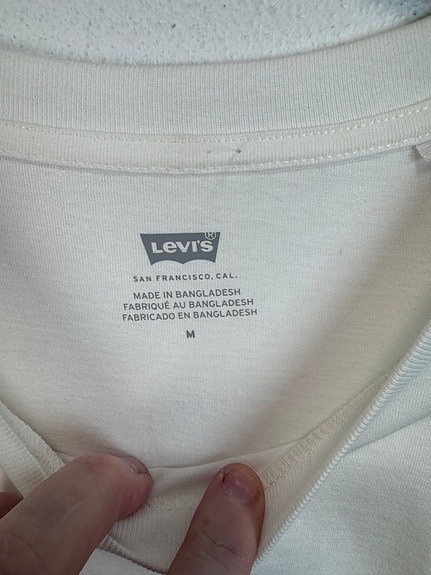 Levi's®
SAN FRANCISCO, CAL.
MADE IN BANGLADESH
FABRIQUÉ AU BANGLADESH
FABRICADO EN BANGLADESH
M